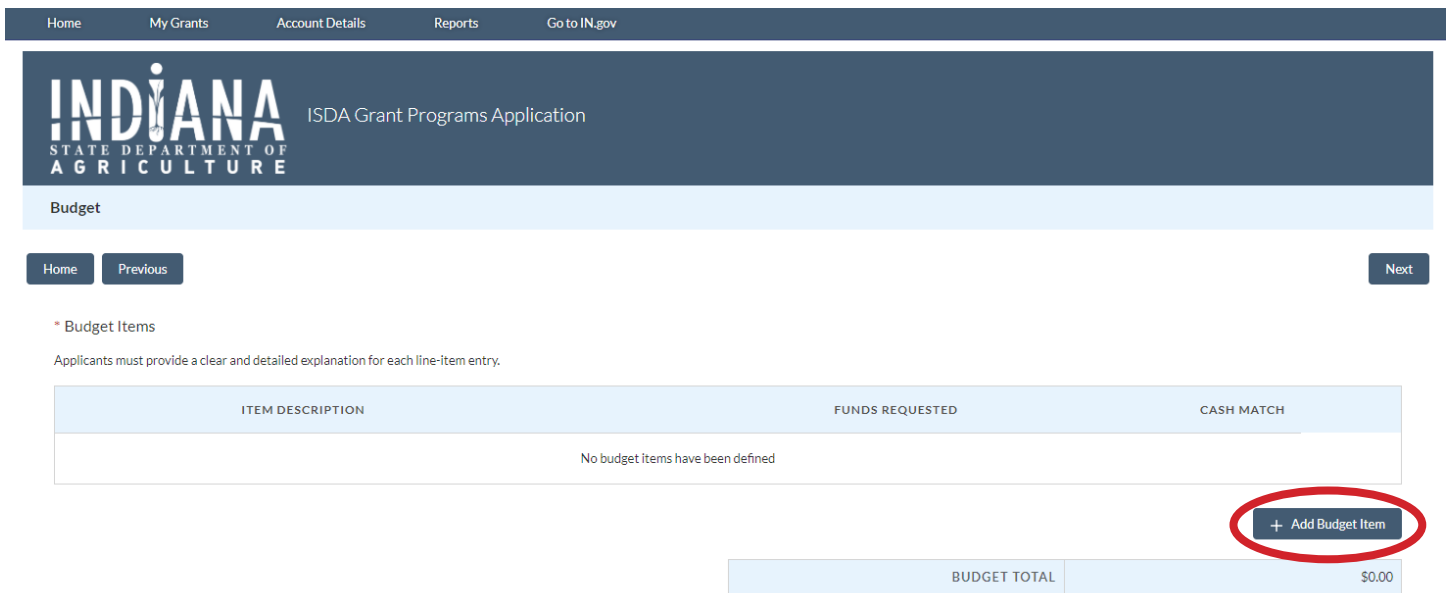 Home My Grants Account Details Reports Go to IN.gov
INDIANA
STATE DEPARTMENT OF
AGRICULTURE
ISDA Grant Programs Application
Budget
Home Previous Next
* Budget Items
Applicants must provide a clear and detailed explanation for each line-item entry.
ITEM DESCRIPTION FUNDS REQUESTED CASH MATCH
No budget items have been defined
+ Add Budget Item
BUDGET TOTAL $0.00